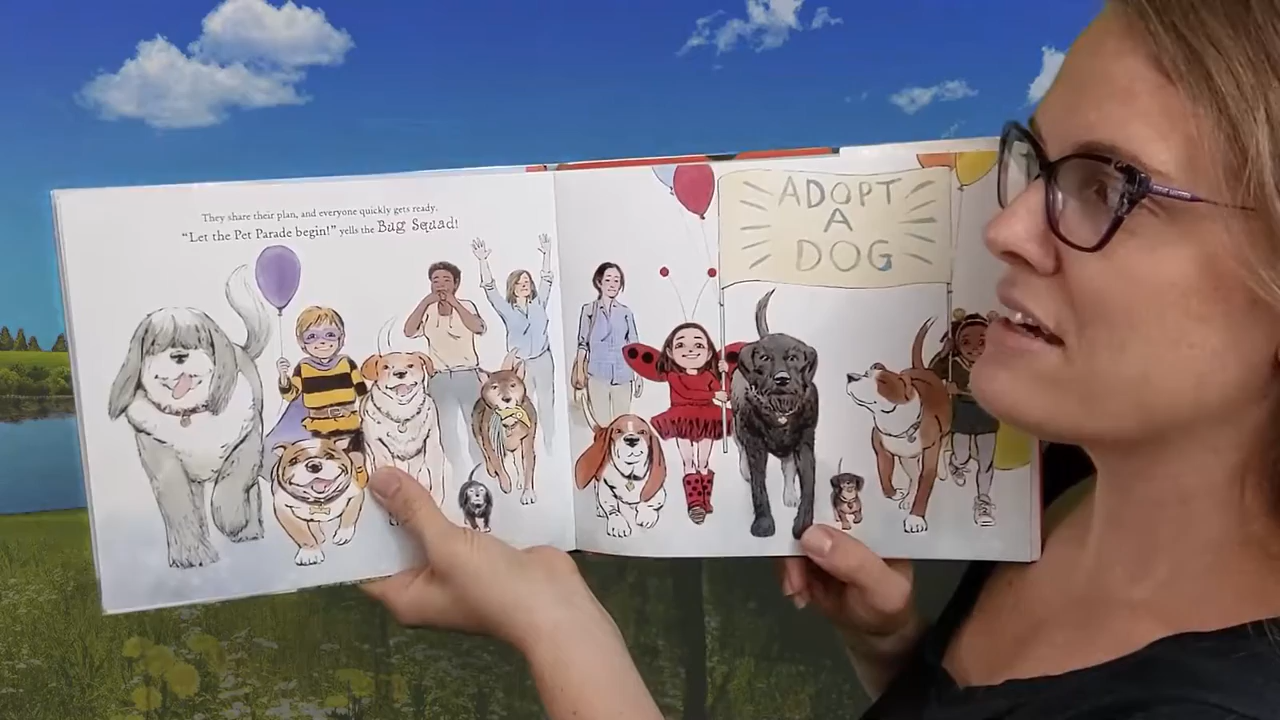 They share their plan, and everyone quickly gets ready.
“Let the Pet Parade begin!” yells the Bug Squad!
ADOPT
A
DOG